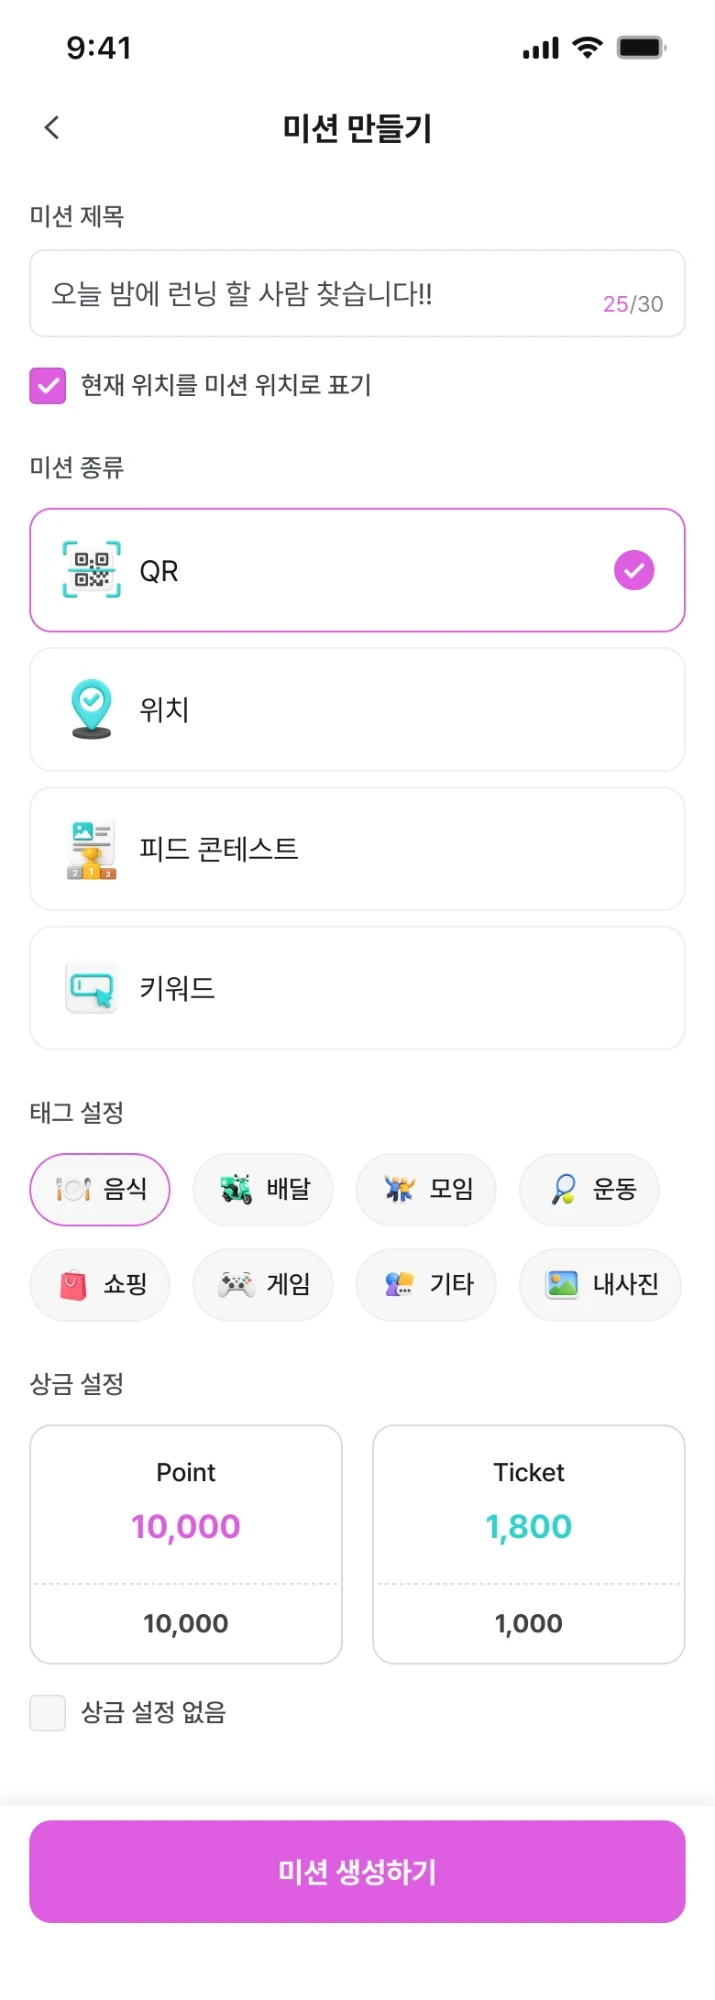 9:41
미션 만들기
미션 제목
오늘 밤에 런닝 할 사람 찾습니다!! 25/30
현재 위치를 미션 위치로 표기
미션 종류
QR
위치
피드 콘테스트
2 1 3
키워드
태그 설정
음식 배달 모임 운동
쇼핑 게임 기타 내사진
상금 설정
Point Ticket
10,000 1,800
10,000 1,000
상금 설정 없음
미션 생성하기